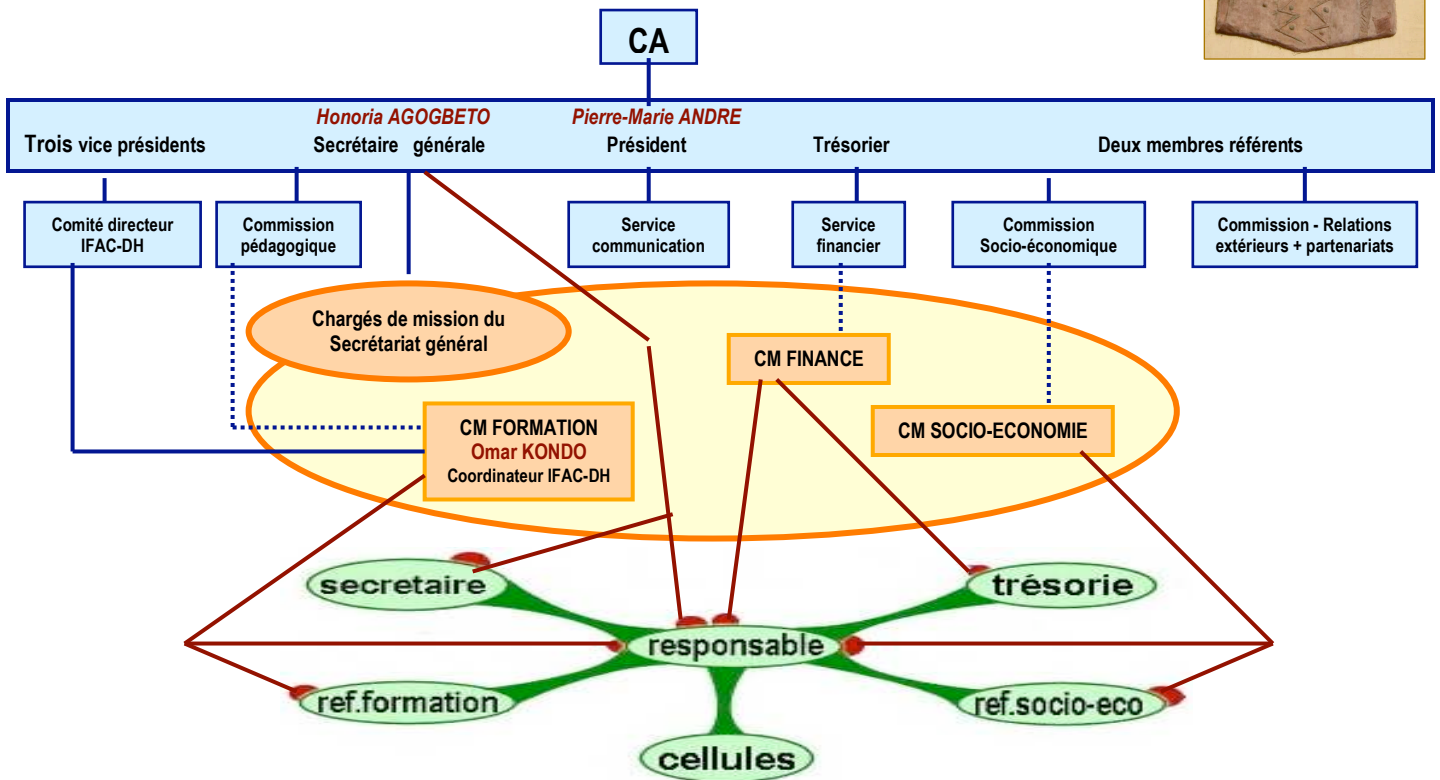 CA
Honoria AGOGBETO
Pierre-Marie ANDRE
Trois vice présidents
Secrétaire générale
Président
Trésorier
Deux membres référents
Comité directeur
IFAC-DH
Commission
pédagogique
Service
communication
Service
financier
Commission
Socio-économique
Commission - Relations
extérieurs + partenariats
Chargés de mission du
Secrétariat général
CM FINANCE
CM FORMATION
Omar KONDO
Coordinateur IFAC-DH
CM SOCIO-ECONOMIE
secretaire
trésorie
responsable
ref.formation
ref.socio-eco
cellules